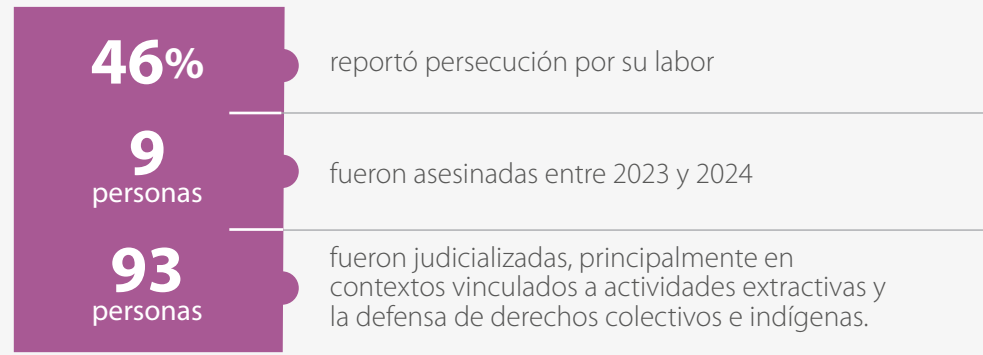 46%
reportó persecución por su labor
9
personas
fueron asesinadas entre 2023 y 2024
93
personas
fueron judicializadas, principalmente en
contextos vinculados a actividades extractivas y
la defensa de derechos colectivos e indígenas.